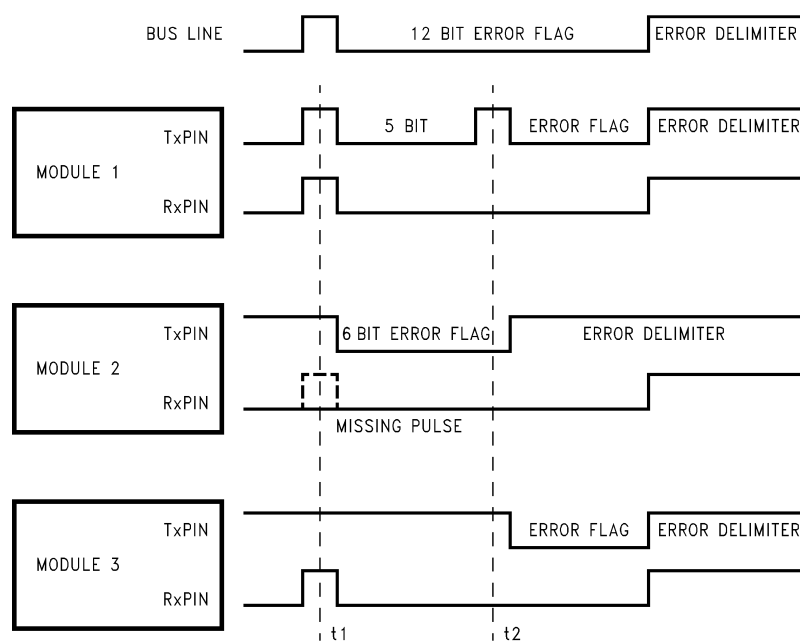 BUS LINE 12 BIT ERROR FLAG ERROR DELIMITER
TxPIN 5 BIT ERROR FLAG ERROR DELIMITER
MODULE 1
RxPIN
TxPIN 6 BIT ERROR FLAG ERROR DELIMITER
MODULE 2
RxPIN
MISSING PULSE
TxPIN ERROR FLAG ERROR DELIMITER
MODULE 3
RxPIN
t1 t2